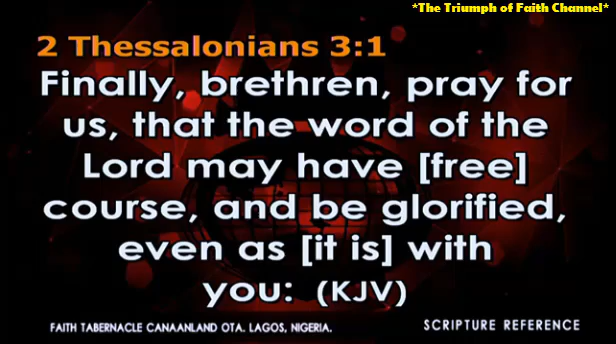 *The Triumph of Faith Channel*
2 Thessalonians 3:1
Finally, brethren, pray for
us, that the word of the
Lord may have [free]
course, and be glorified,
even as [it is] with
you: (KJV)
FAITH TABERNACLE CANAANLAND OTA. LAGOS, NIGERIA.
SCRIPTURE REFERENCE